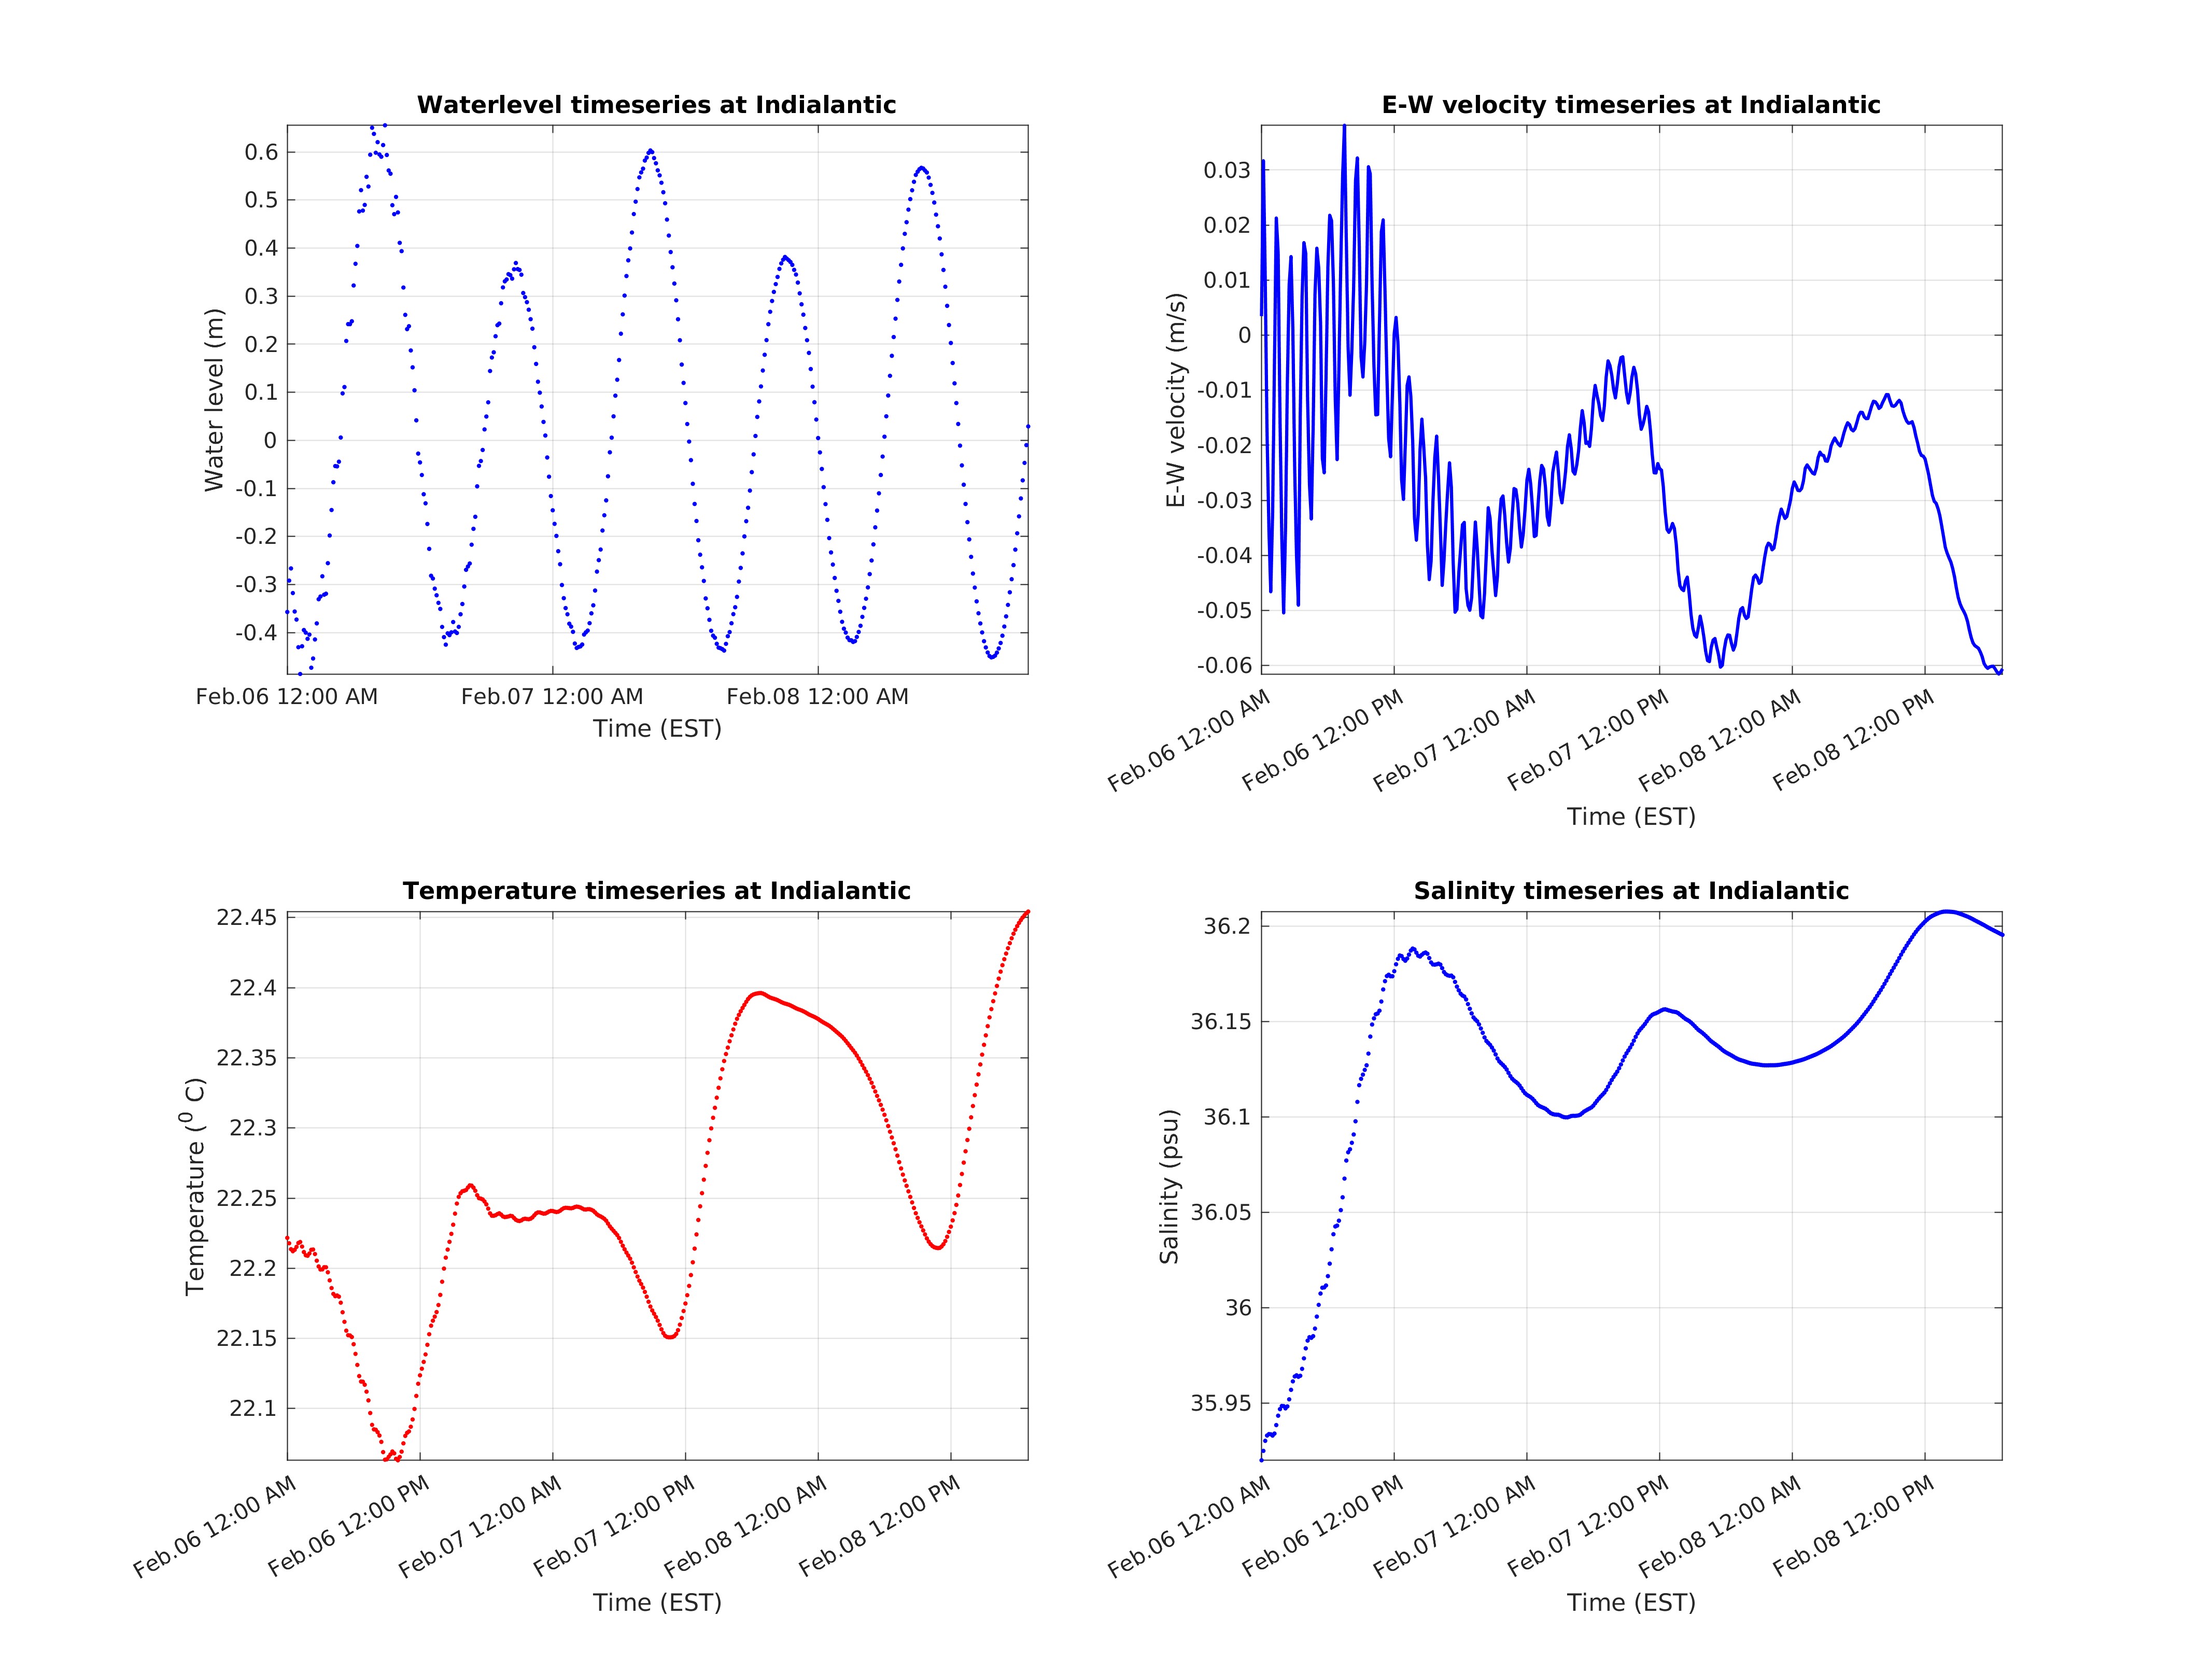 Waterlevel timeseries at Indialantic
0.6
0.5
0.4
0.3
0.2
0.1
0
-0.1
-0.2
-0.3
-0.4
Water level (m)
Feb.06 12:00 AM
Feb.07 12:00 AM
Feb.08 12:00 AM
Time (EST)
E-W velocity timeseries at Indialantic
0.03
0.02
0.01
0
-0.01
-0.02
-0.03
-0.04
-0.05
-0.06
E-W velocity (m/s)
Feb.06 12:00 AM
Feb.06 12:00 PM
Feb.07 12:00 AM
Feb.07 12:00 PM
Feb.08 12:00 AM
Feb.08 12:00 PM
Time (EST)
Temperature timeseries at Indialantic
22.45
22.4
22.35
22.3
22.25
22.2
22.15
22.1
Temperature (⁰ C)
Feb.06 12:00 AM
Feb.06 12:00 PM
Feb.07 12:00 AM
Feb.07 12:00 PM
Feb.08 12:00 AM
Feb.08 12:00 PM
Time (EST)
Salinity timeseries at Indialantic
36.2
36.15
36.1
36.05
36
35.95
Salinity (psu)
Feb.06 12:00 AM
Feb.06 12:00 PM
Feb.07 12:00 AM
Feb.07 12:00 PM
Feb.08 12:00 AM
Feb.08 12:00 PM
Time (EST)